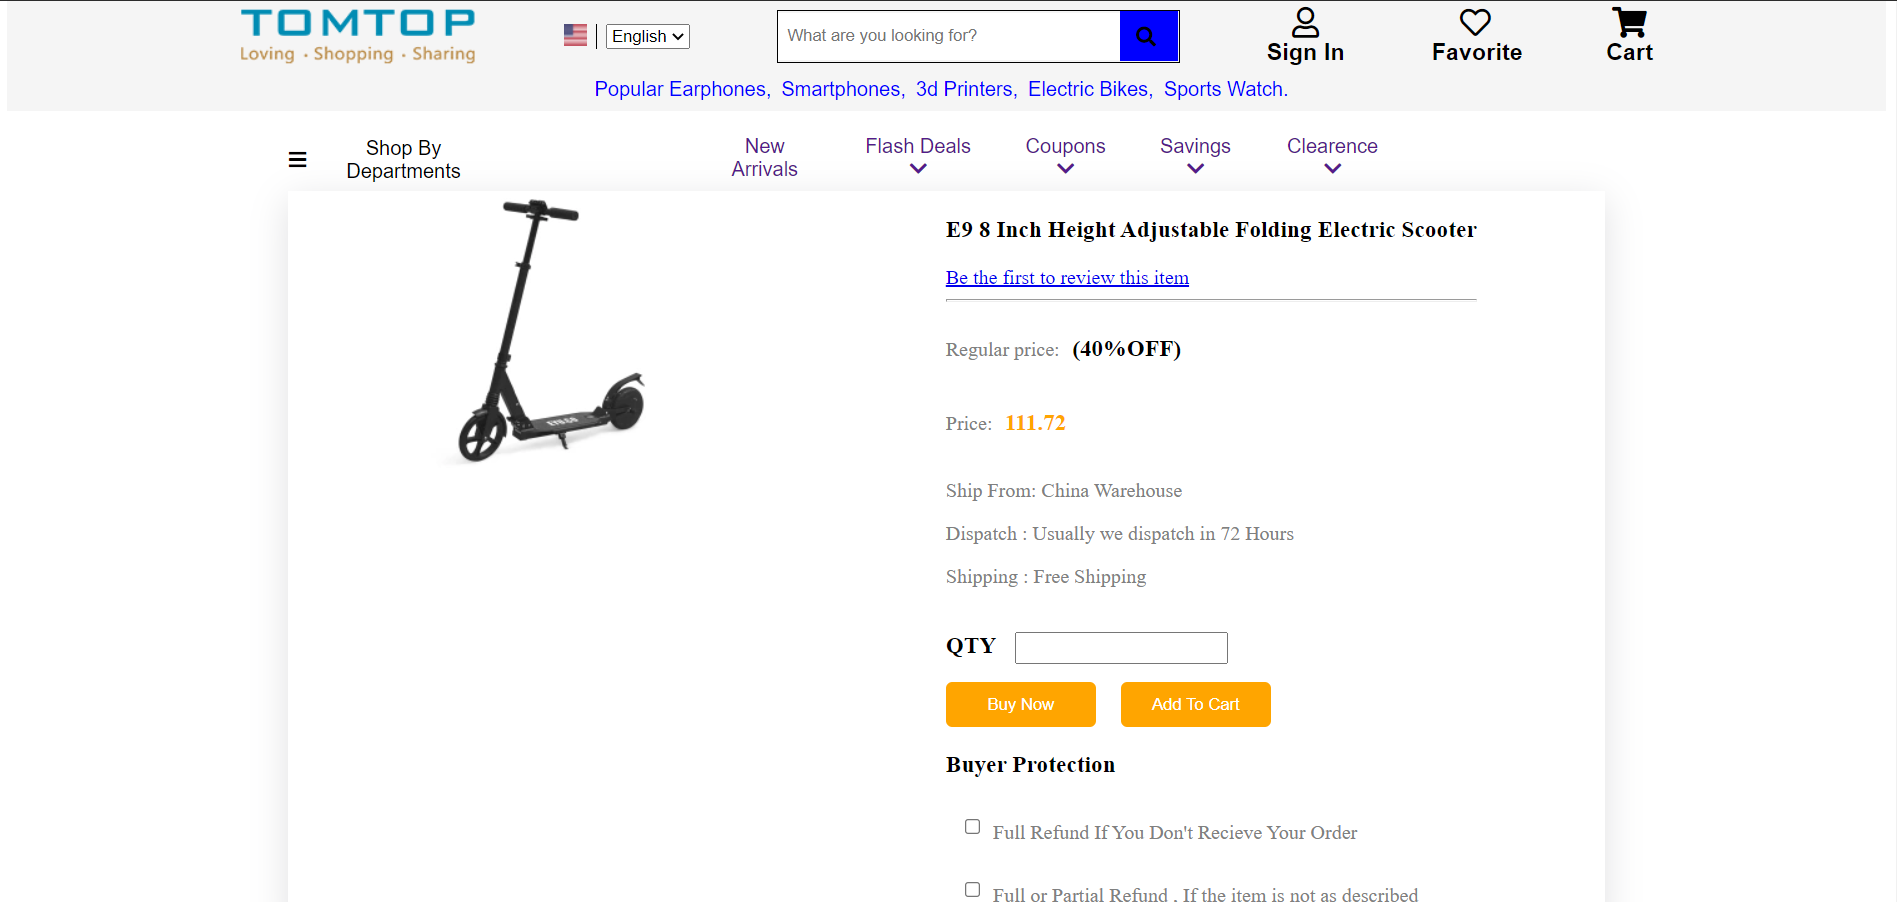 TOMTOP
Loving · Shopping · Sharing
English
What are you looking for?
Sign In
Favorite
Cart
Popular Earphones, Smartphones, 3d Printers, Electric Bikes, Sports Watch.
Shop By
Departments
New
Arrivals
Flash Deals
Coupons
Savings
Clearence
E9 8 Inch Height Adjustable Folding Electric Scooter
Be the first to review this item
Regular price: (40%OFF)
Price: 111.72
Ship From: China Warehouse
Dispatch : Usually we dispatch in 72 Hours
Shipping : Free Shipping
QTY
Buy Now
Add To Cart
Buyer Protection
Full Refund If You Don't Recieve Your Order
Full or Partial Refund , If the item is not as described